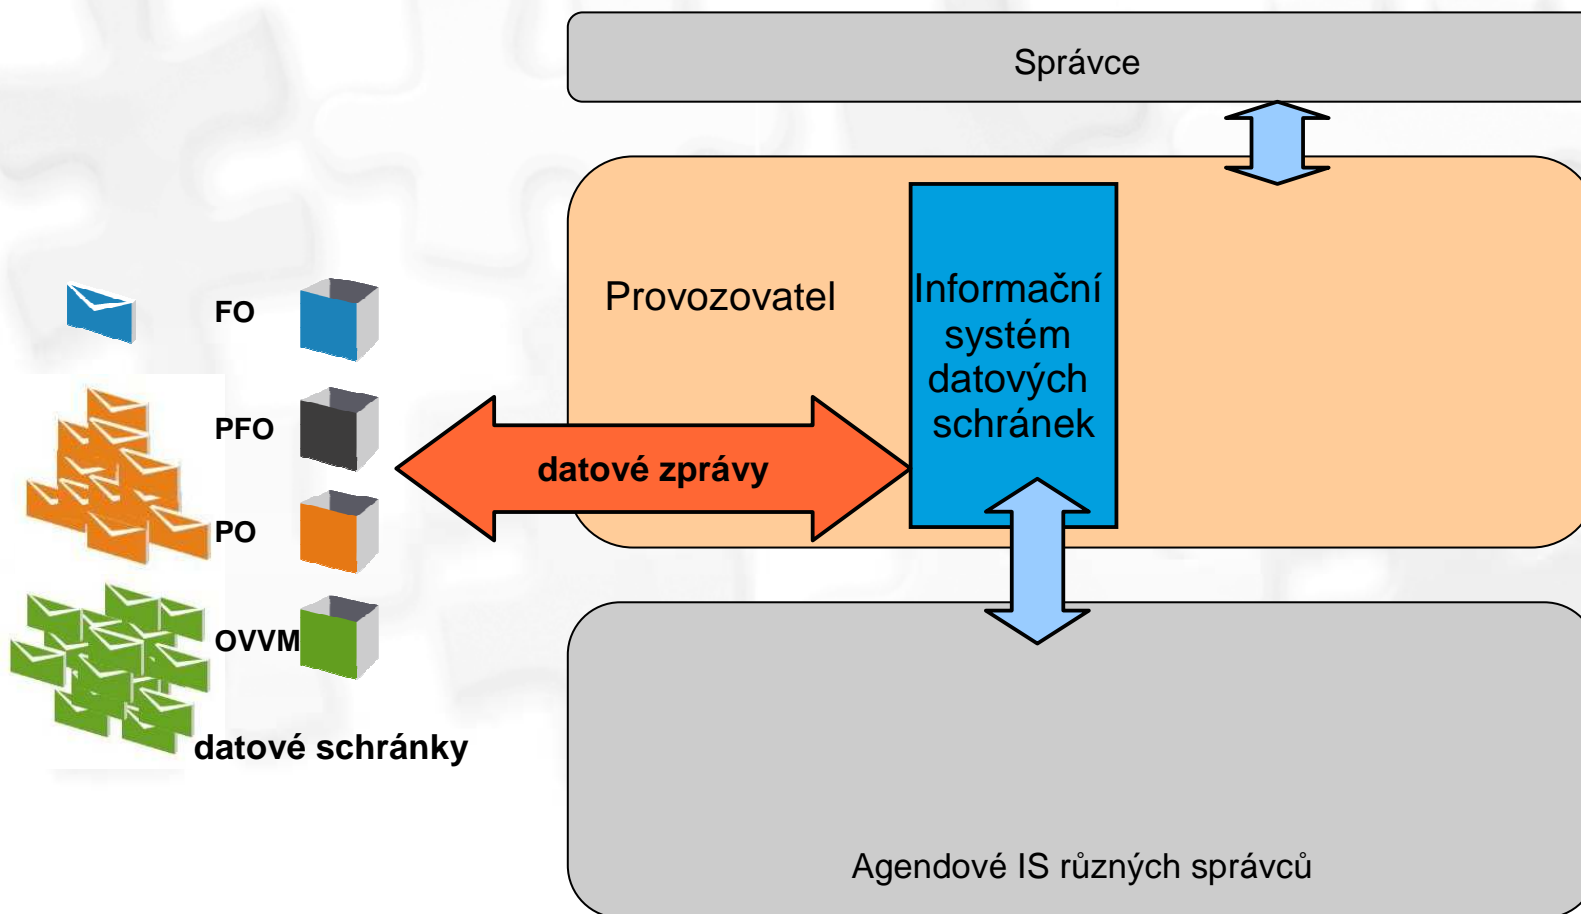 Správce
Provozovatel
Informační
systém
datových
schránek
FO
PFO
datové zprávy
PO
OVVM
datové schránky
Agendové IS různých správců